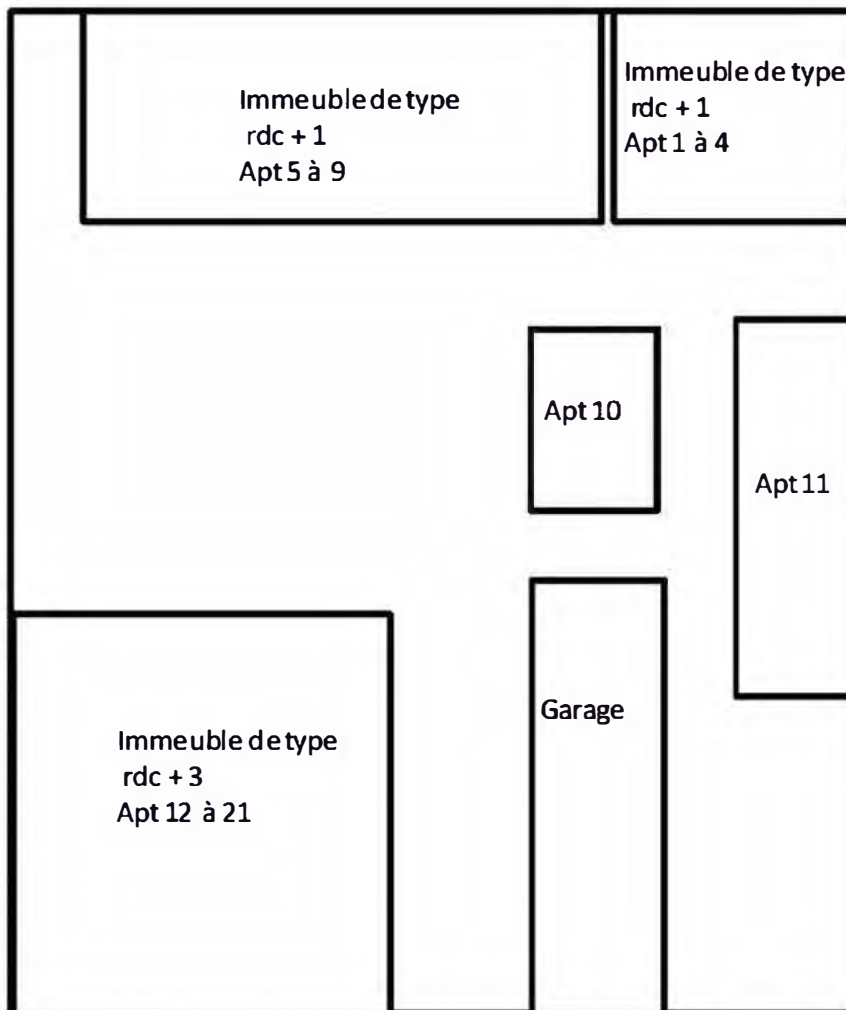 Immeuble de type
rdc + 1
Apt 5 à 9
Immeuble de type
rdc + 1
Apt 1 à 4
Apt 10
Apt 11
Garage
Immeuble de type
rdc + 3
Apt 12 à 21